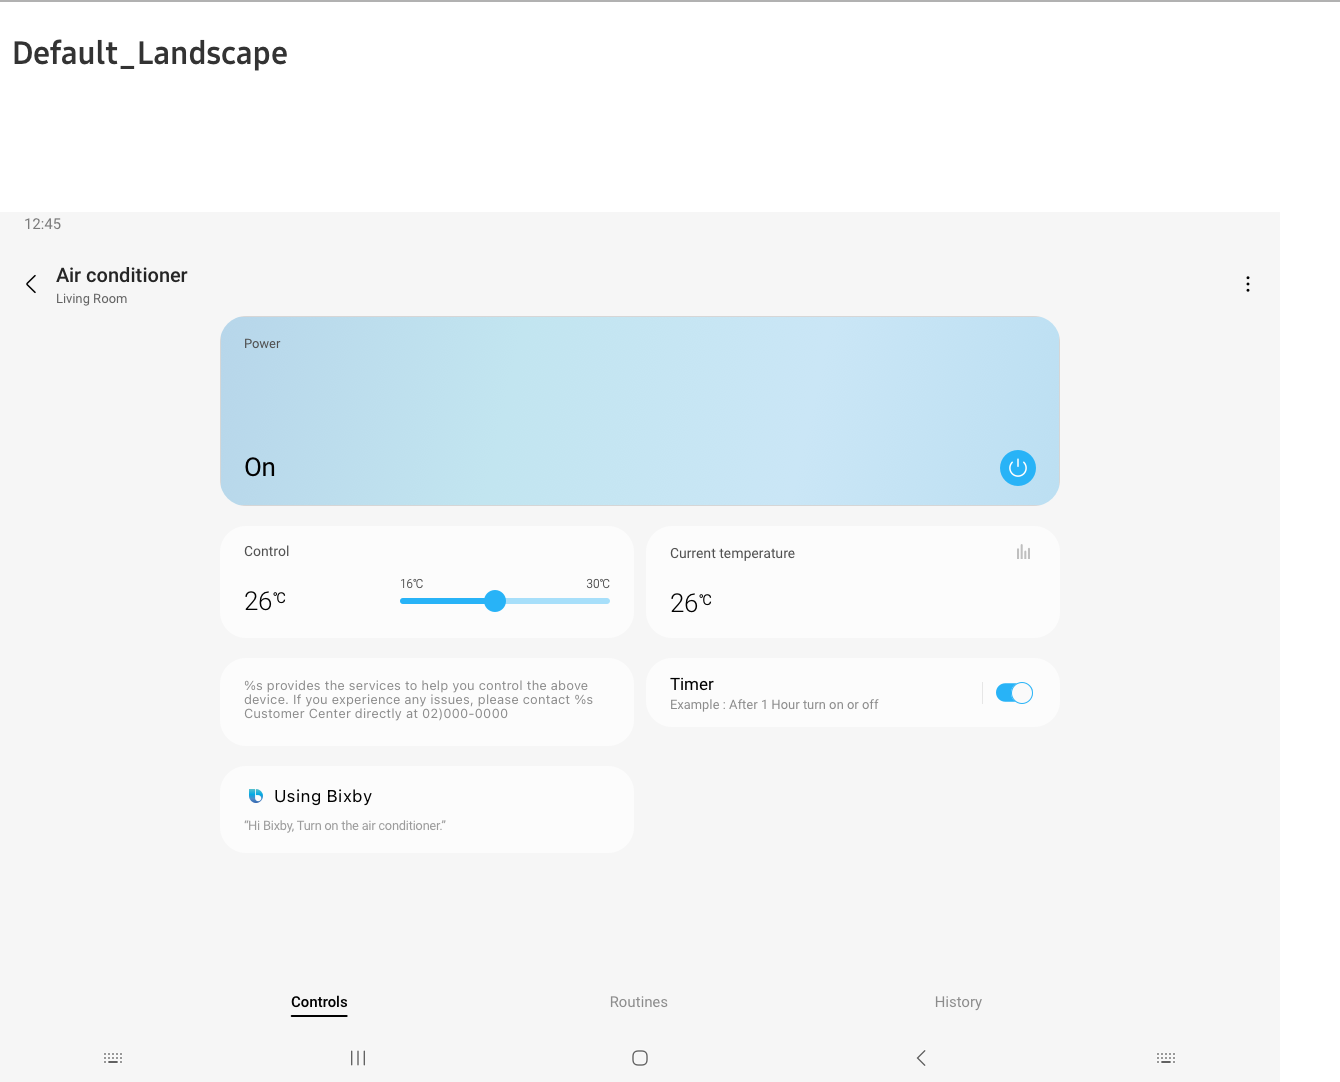 Default_Landscape
12:45
Air conditioner
Living Room
Power
On
Control
16℃
30℃
26℃
Current temperature
26℃
%s provides the services to help you control the above
device. If you experience any issues, please contact %s
Customer Center directly at 02)000-0000
Timer
Example : After 1 Hour turn on or off
Using Bixby
“Hi Bixby, Turn on the air conditioner.“
Controls
Routines
History